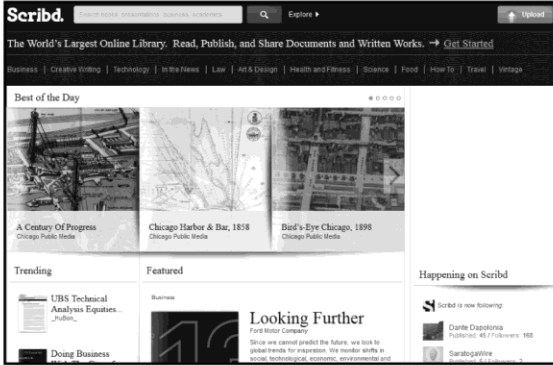 Scribd.
Search books, presentations, business, academics...
Explore
Upload
The World's Largest Online Library. Read, Publish, and Share Documents and Written Works. → Get Started
Business | Creative Writing | Technology | In the News | Law | Art & Design | Health and Fitness | Science | Food | How To | Travel | Vintage
Best of the Day
A Century Of Progress
Chicago Public Media
Chicago Harbor & Bar, 1858
Chicago Public Media
Bird's-Eye Chicago, 1898
Chicago Public Media
Trending
UBS Technical
Analysis Equities...
_HuBon_
Doing Business
Featured
Business
Looking Further
Ford Motor Company
Since we cannot predict the future, we look to
global trends for inspiration. We monitor shifts in
social, technological, economic, environmental and
Happening on Scribd
Scribd is now following:
Dante Dapolonia
Published: 45 / Followers: 168
SaratogaWire
Published: 5 / Followers: 2